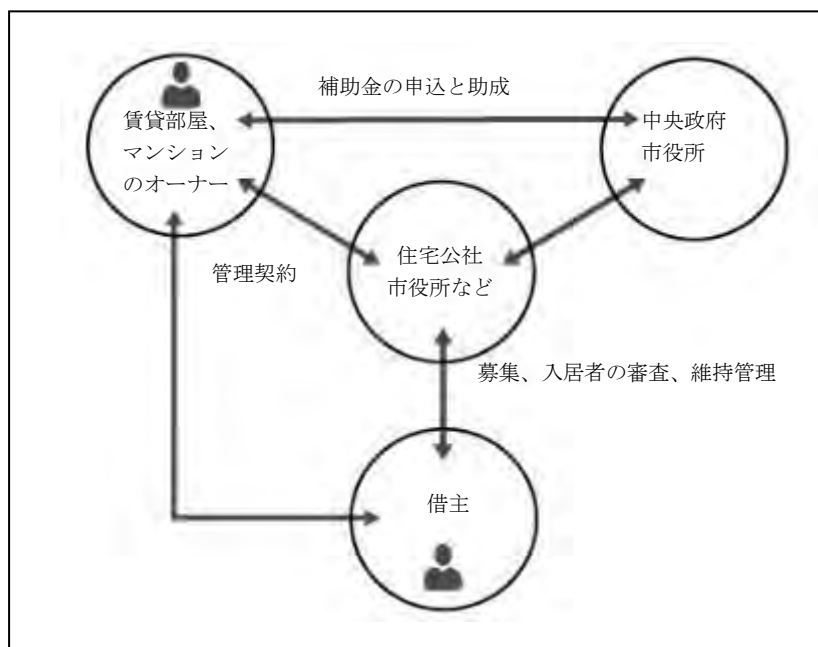 補助金の申込と助成
賃貸部屋、
マンション
のオーナー
中央政府
市役所
管理契約
住宅公社
市役所など
募集、入居者の審査、維持管理
借主